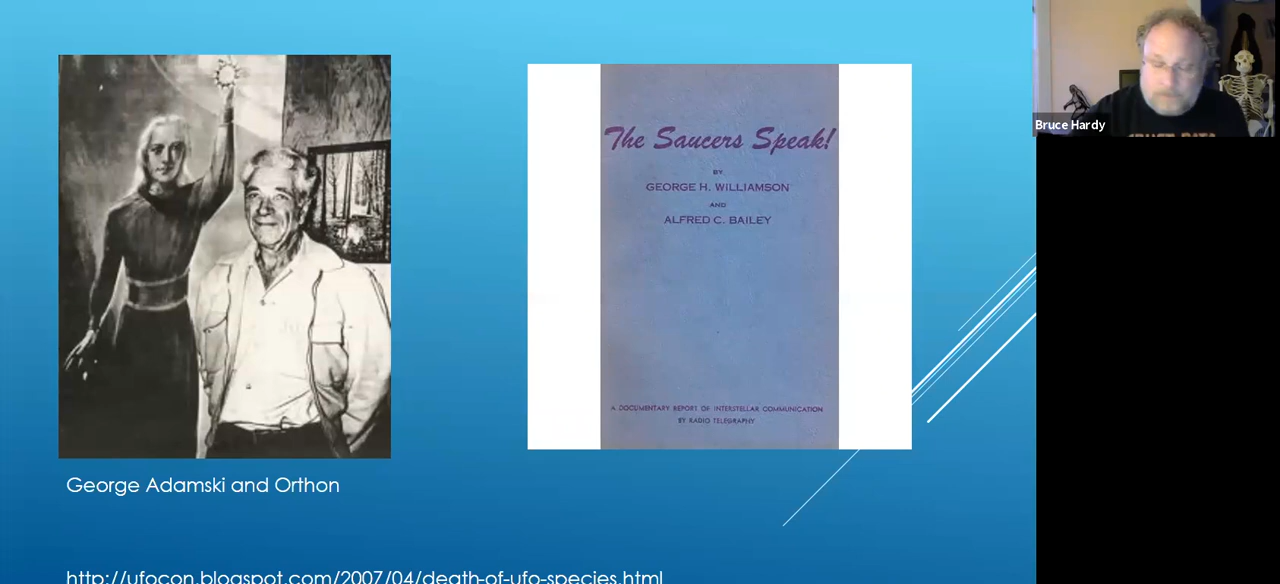 The Saucers Speak!
BY
GEORGE H. WILLIAMSON
AND
ALFRED C. BAILEY
A DOCUMENTARY REPORT OF INTERSTELLAR COMMUNICATION
BY RADIO TELEGRAPHY
George Adamski and Orthon
http://ufocon.blogspot.com/2007/04/death-of-ufo-species.html
Bruce Hardy